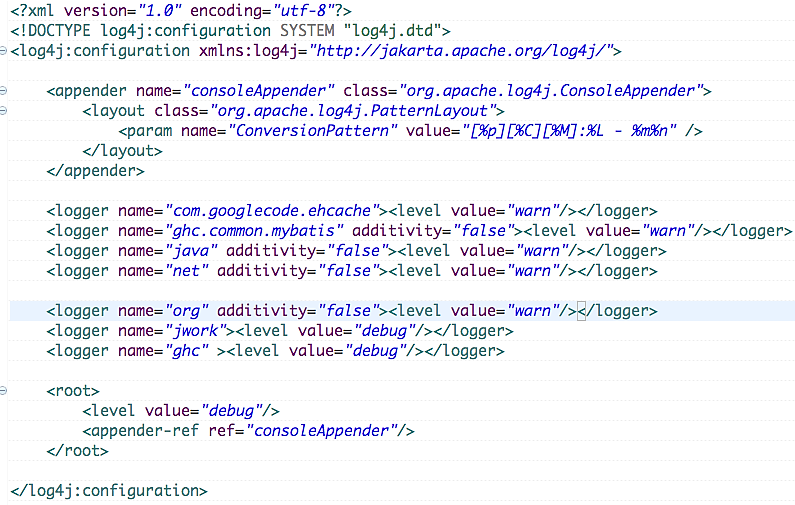 <?xml version="1.0" encoding="utf-8"?>
<!DOCTYPE log4j:configuration SYSTEM "log4j.dtd">
<log4j:configuration xmlns:log4j="http://jakarta.apache.org/log4j/">
<appender name="consoleAppender" class="org.apache.log4j.ConsoleAppender">
<layout class="org.apache.log4j.PatternLayout">
<param name="ConversionPattern" value="[%p][%C][%M]:%L - %m%n" />
</layout>
</appender>
<logger name="com.googlecode.ehcache"><level value="warn"/></logger>
<logger name="ghc.common.mybatis" additivity="false"><level value="warn"/></logger>
<logger name="java" additivity="false"><level value="warn"/></logger>
<logger name="net" additivity="false"><level value="warn"/></logger>
<logger name="org" additivity="false"><level value="warn"/></logger>
<logger name="jwork"><level value="debug"/></logger>
<logger name="ghc" ><level value="debug"/></logger>
<root>
<level value="debug"/>
<appender-ref ref="consoleAppender"/>
</root>
</log4j:configuration>